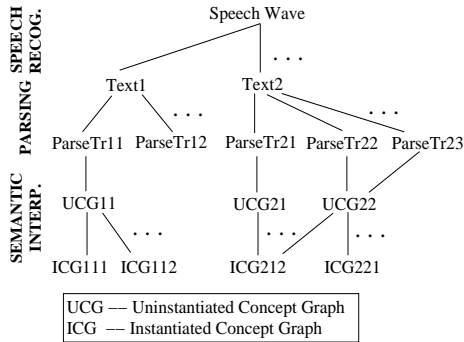 SPEECH RECOG.
Speech Wave
. . .
Text1 Text2
PARSING
. . . . . .
ParseTr11 ParseTr12 ParseTr21 ParseTr22 ParseTr23
SEMANTIC INTERP.
UCG11 UCG21 UCG22
. . . . . . . . .
ICG111 ICG112 ICG212 ICG221
UCG –– Uninstantiated Concept Graph
ICG –– Instantiated Concept Graph